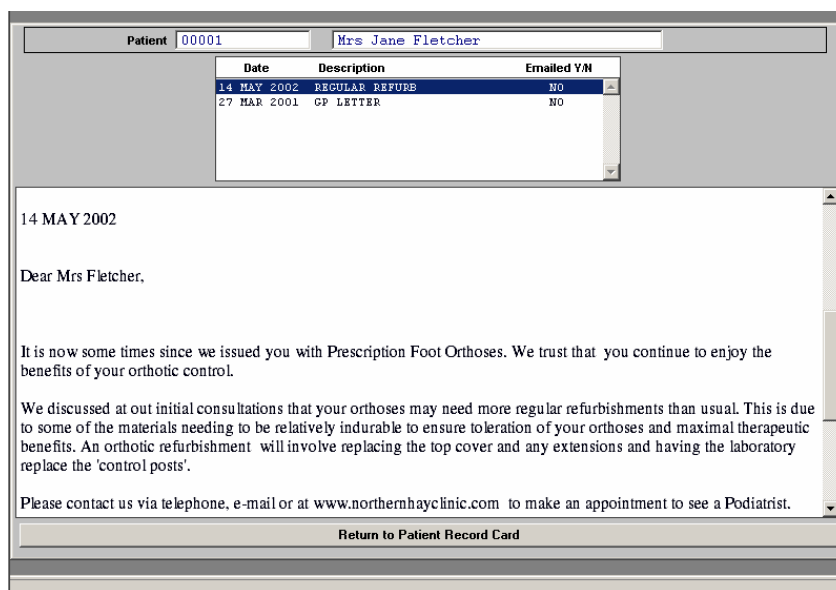 Patient 00001 Mrs Jane Fletcher
Date Description Emailed Y/N
14 MAY 2002 REGULAR REFURB NO
27 MAR 2001 GP LETTER NO
14 MAY 2002
Dear Mrs Fletcher,
It is now some times since we issued you with Prescription Foot Orthoses. We trust that you continue to enjoy the
benefits of your orthotic control.
We discussed at out initial consultations that your orthoses may need more regular refurbishments than usual. This is due
to some of the materials needing to be relatively indurable to ensure toleration of your orthoses and maximal therapeutic
benefits. An orthotic refurbishment will involve replacing the top cover and any extensions and having the laboratory
replace the 'control posts'.
Please contact us via telephone, e-mail or at www.northernhayclinic.com to make an appointment to see a Podiatrist.
Return to Patient Record Card